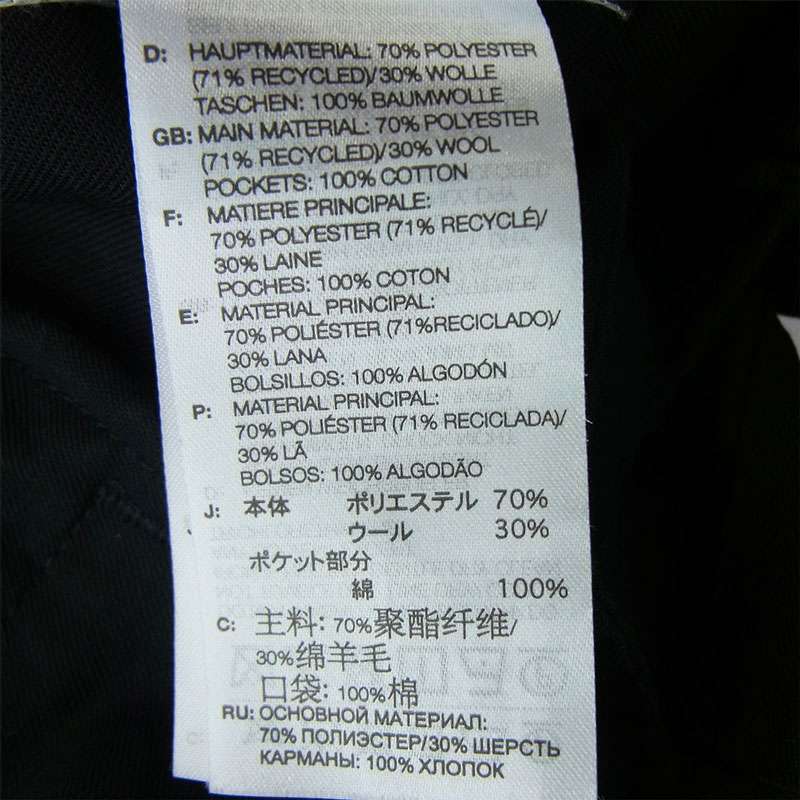 D: HAUPTMATERIAL: 70% POLYESTER
(71% RECYCLED)/30% WOLLE
TASCHEN: 100% BAUMWOLLE
GB: MAIN MATERIAL: 70% POLYESTER
(71% RECYCLED)/30% WOOL
POCKETS: 100% COTTON
F: MATIERE PRINCIPALE:
70% POLYESTER (71% RECYCLÉ)/
30% LAINE
POCHES: 100% COTON
E: MATERIAL PRINCIPAL:
70% POLIÉSTER (71%RECICLADO)/
30% LANA
BOLSILLOS: 100% ALGODÓN
P: MATERIAL PRINCIPAL:
70% POLIÉSTER (71% RECICLADA)/
30% LÃ
BOLSOS: 100% ALGODÃO
J: 本体 ポリエステル 70%
ウール 30%
ポケット部分
綿 100%
C: 主料: 70%聚酯纤维/
30%绵羊毛
口袋: 100%棉
RU: ОСНОВНОЙ МАТЕРИАЛ:
70% ПОЛИЭСТЕР/30% ШЕРСТЬ
КАРМАНЫ: 100% ХЛОПОК